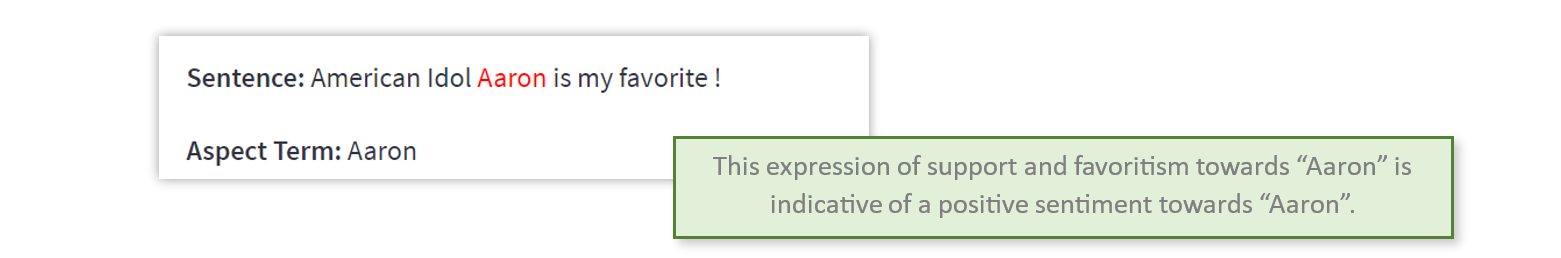 Sentence: American Idol Aaron is my favorite !
Aspect Term: Aaron
This expression of support and favoritism towards “Aaron” is
indicative of a positive sentiment towards “Aaron”.